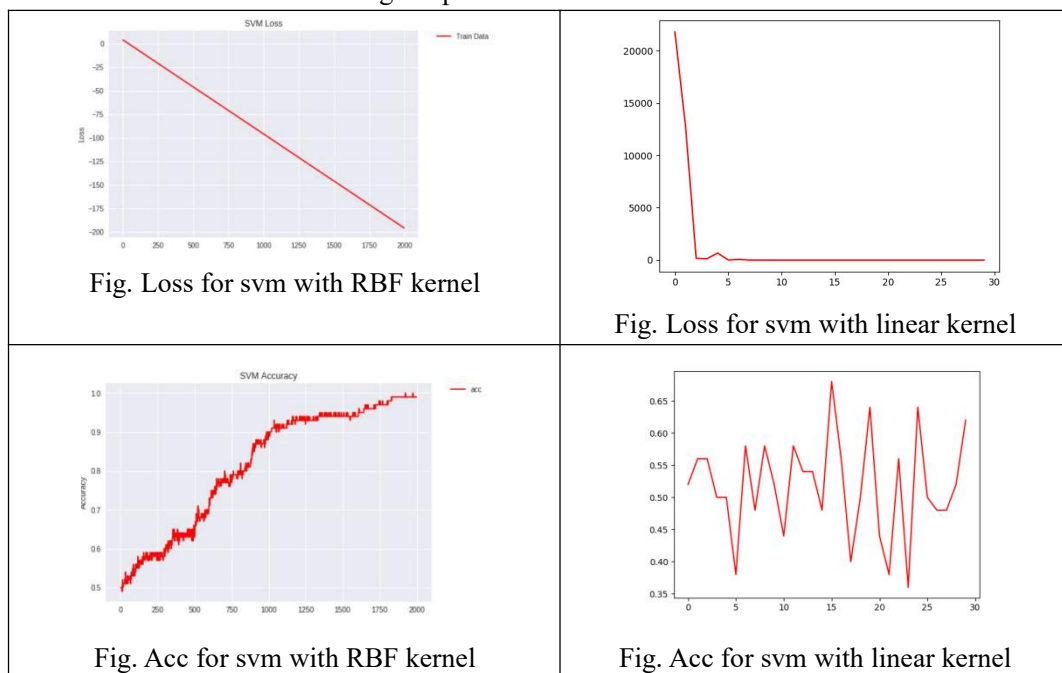 SVM Loss
Train Data
Loss
0
−25
−50
−75
−100
−125
−150
−175
−200
0 250 500 750 1000 1250 1500 1750 2000
Fig. Loss for svm with RBF kernel
20000
15000
10000
5000
0
0 5 10 15 20 25 30
Fig. Loss for svm with linear kernel
SVM Accuracy
acc
Accuracy
1.0
0.9
0.8
0.7
0.6
0.5
0 250 500 750 1000 1250 1500 1750 2000
Fig. Acc for svm with RBF kernel
0.65
0.60
0.55
0.50
0.45
0.40
0.35
0 5 10 15 20 25 30
Fig. Acc for svm with linear kernel